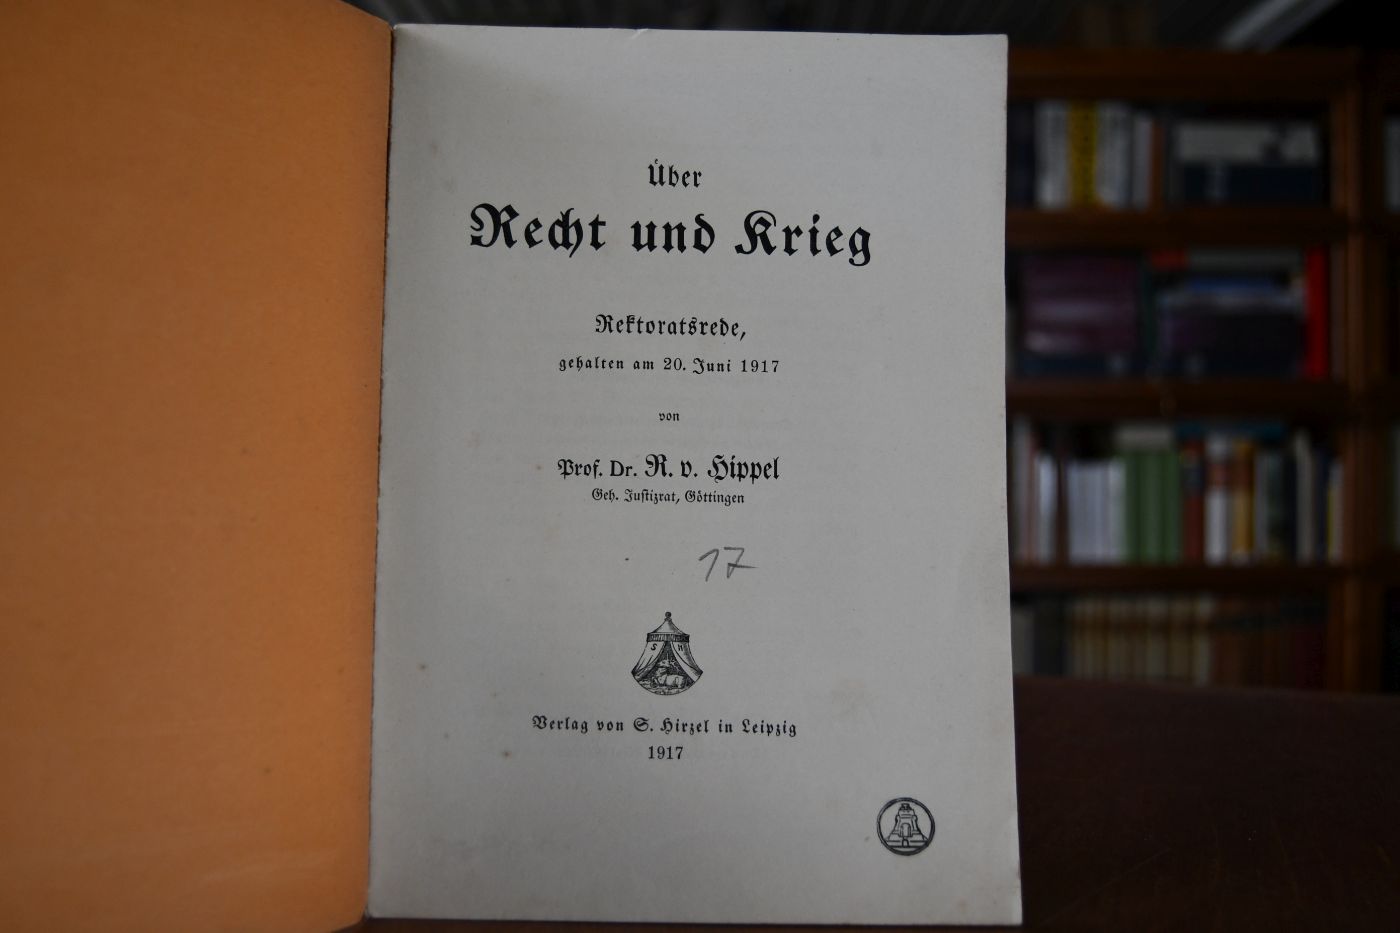 Über
Recht und Krieg
Rektoratsrede,
gehalten am 20. Juni 1917
von
Prof. Dr. R. v. Hippel
Geh. Justizrat, Göttingen
17
S H
Verlag von S. Hirzel in Leipzig
1917